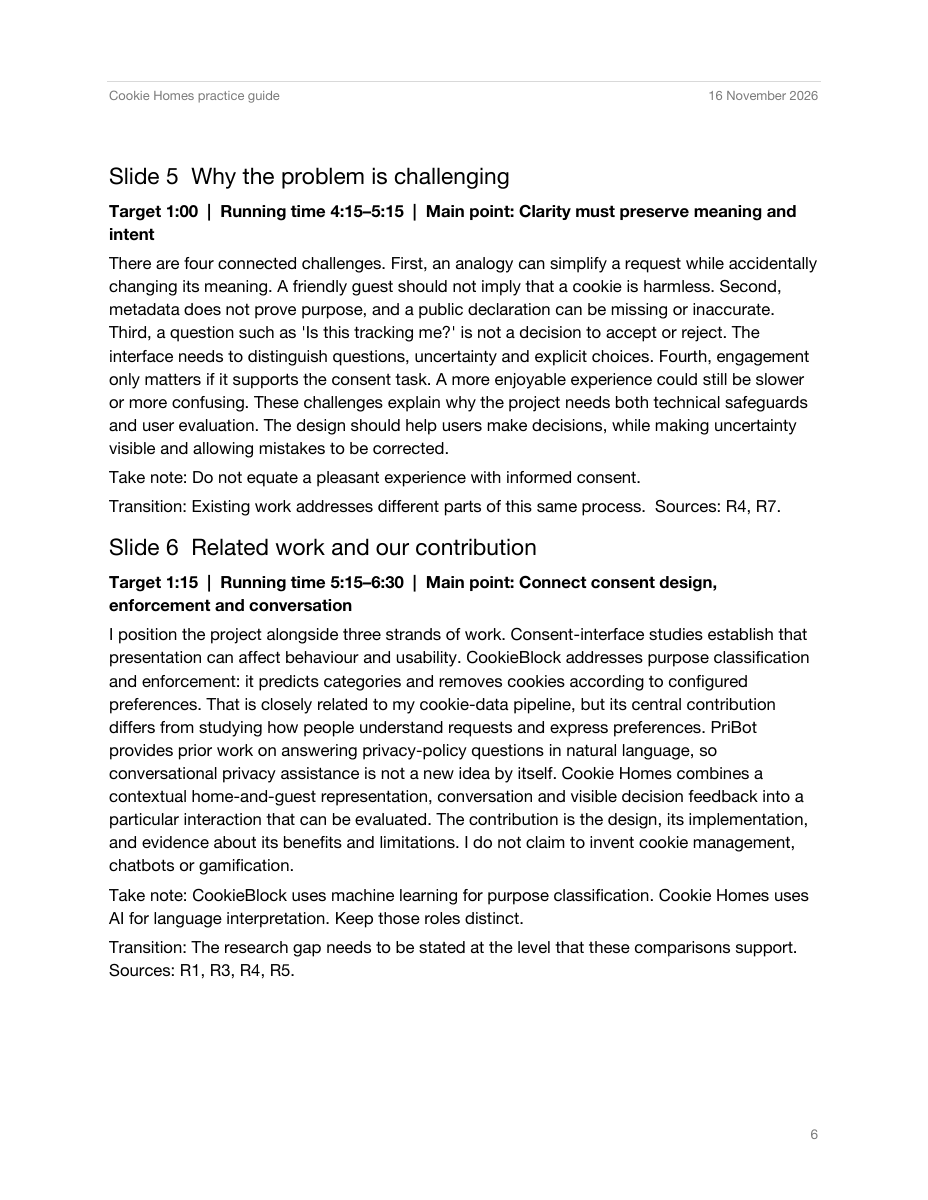 Cookie Homes practice guide
16 November 2026
Slide 5  Why the problem is challenging
Target 1:00 | Running time 4:15–5:15 | Main point: Clarity must preserve meaning and
intent
There are four connected challenges. First, an analogy can simplify a request while accidentally
changing its meaning. A friendly guest should not imply that a cookie is harmless. Second,
metadata does not prove purpose, and a public declaration can be missing or inaccurate.
Third, a question such as 'Is this tracking me?' is not a decision to accept or reject. The
interface needs to distinguish questions, uncertainty and explicit choices. Fourth, engagement
only matters if it supports the consent task. A more enjoyable experience could still be slower
or more confusing. These challenges explain why the project needs both technical safeguards
and user evaluation. The design should help users make decisions, while making uncertainty
visible and allowing mistakes to be corrected.
Take note: Do not equate a pleasant experience with informed consent.
Transition: Existing work addresses different parts of this same process.  Sources: R4, R7.
Slide 6  Related work and our contribution
Target 1:15 | Running time 5:15–6:30 | Main point: Connect consent design,
enforcement and conversation
I position the project alongside three strands of work. Consent-interface studies establish that
presentation can affect behaviour and usability. CookieBlock addresses purpose classification
and enforcement: it predicts categories and removes cookies according to configured
preferences. That is closely related to my cookie-data pipeline, but its central contribution
differs from studying how people understand requests and express preferences. PriBot
provides prior work on answering privacy-policy questions in natural language, so
conversational privacy assistance is not a new idea by itself. Cookie Homes combines a
contextual home-and-guest representation, conversation and visible decision feedback into a
particular interaction that can be evaluated. The contribution is the design, its implementation,
and evidence about its benefits and limitations. I do not claim to invent cookie management,
chatbots or gamification.
Take note: CookieBlock uses machine learning for purpose classification. Cookie Homes uses
AI for language interpretation. Keep those roles distinct.
Transition: The research gap needs to be stated at the level that these comparisons support.
Sources: R1, R3, R4, R5.
6